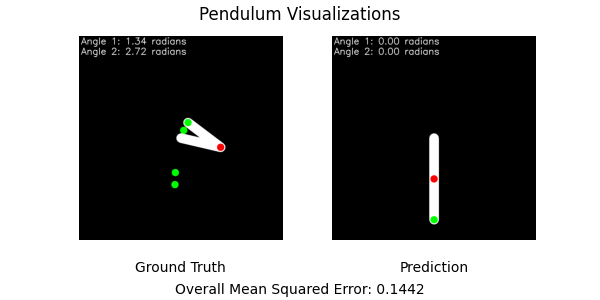 Pendulum Visualizations
Angle 1: 1.34 radians
Angle 2: 2.72 radians
Angle 1: 0.00 radians
Angle 2: 0.00 radians
Ground Truth
Prediction
Overall Mean Squared Error: 0.1442